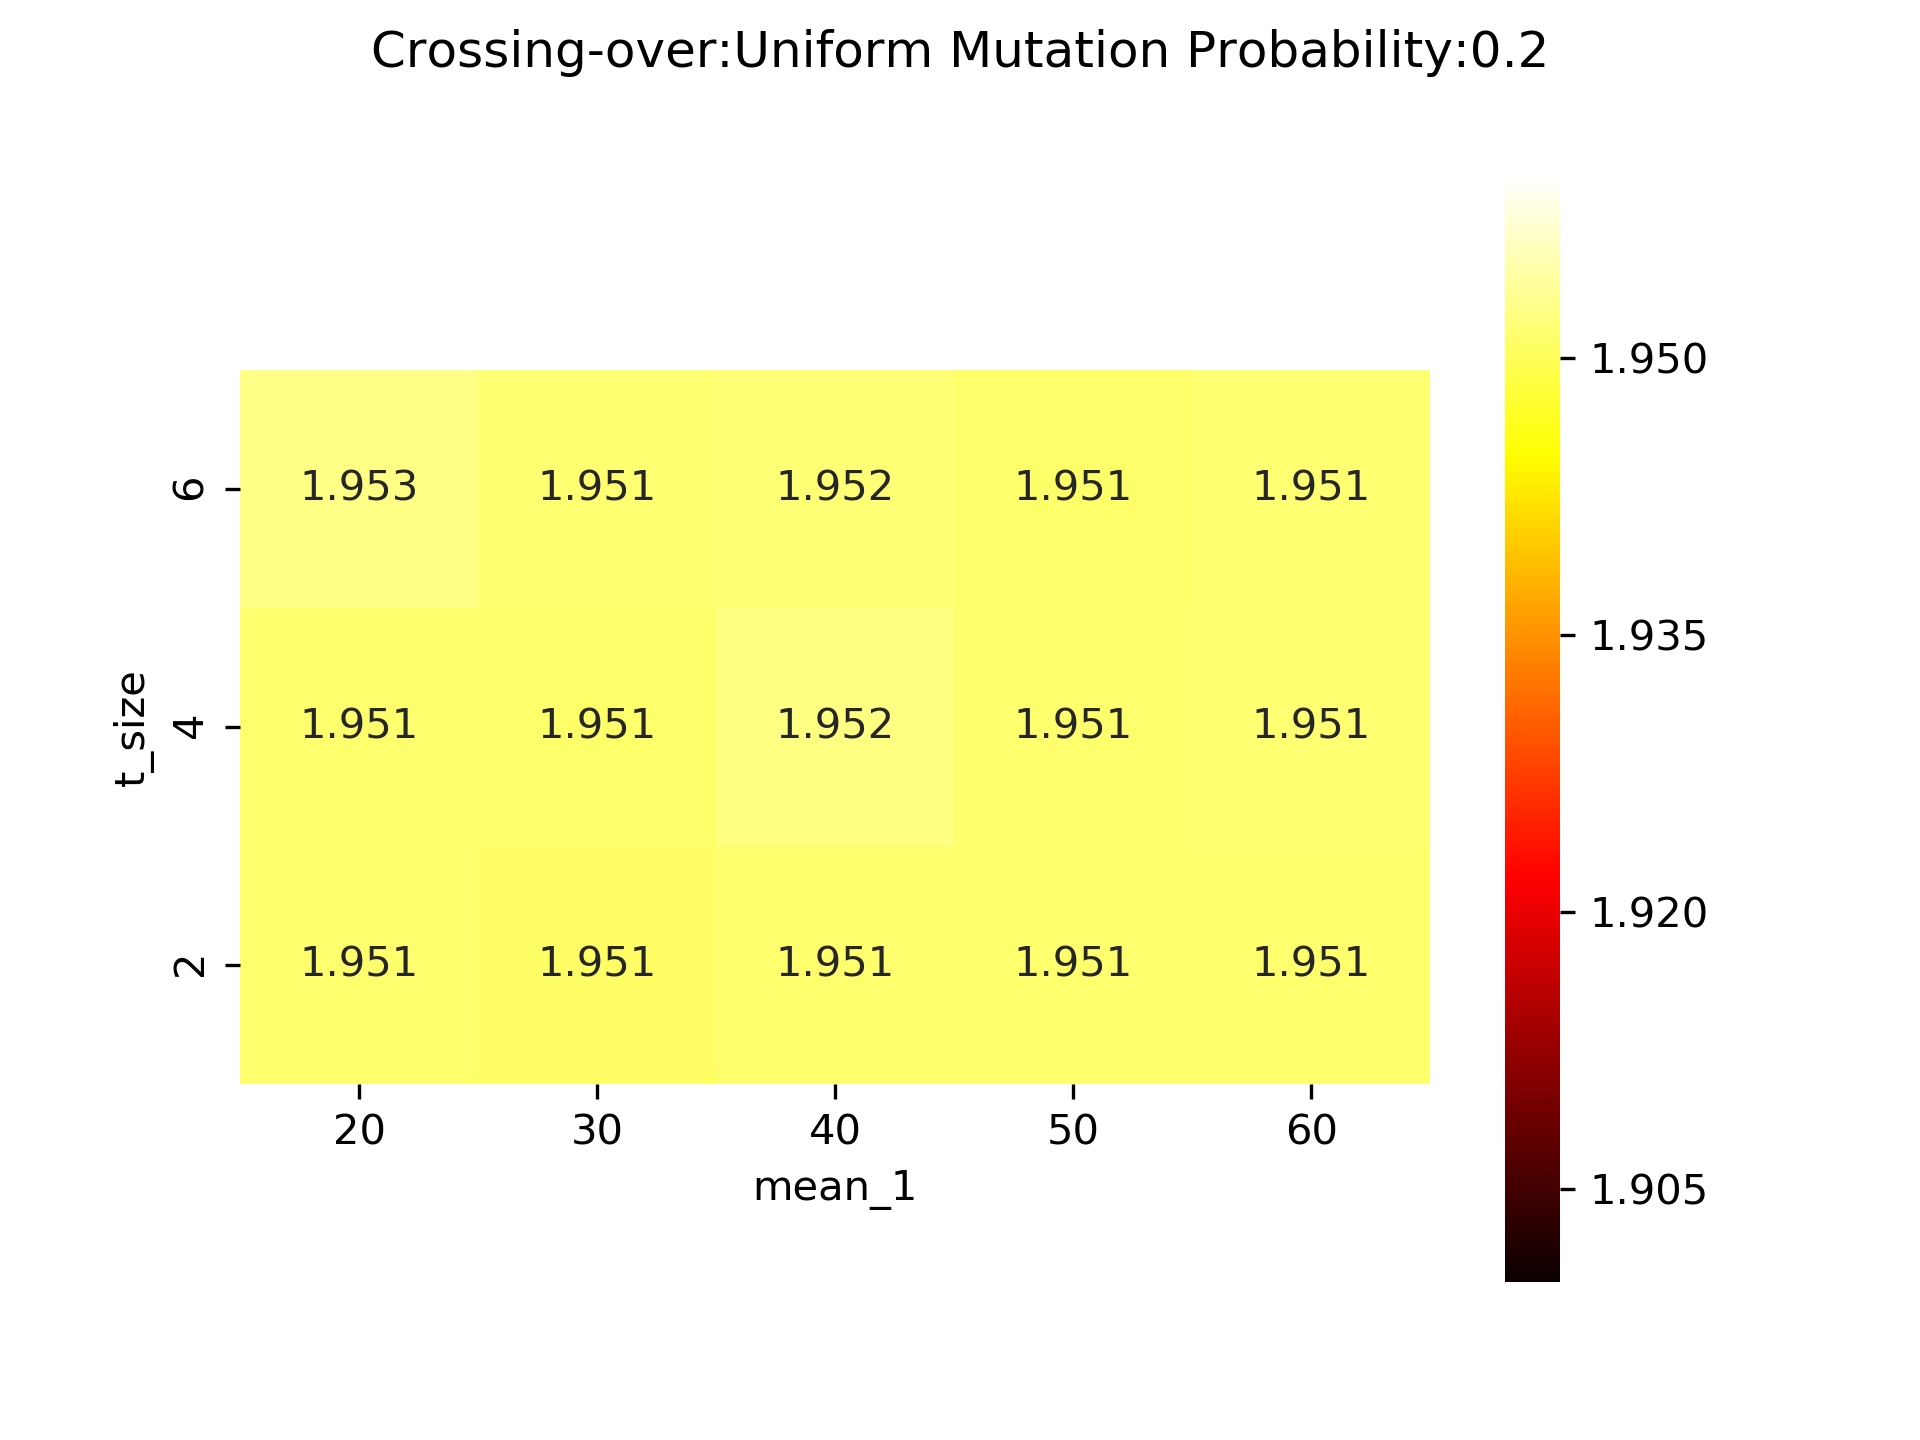 Crossing-over:Uniform Mutation Probability:0.2
1.950
1.935
1.920
1.905
t_size
6
1.953 1.951 1.952 1.951 1.951
4
1.951 1.951 1.952 1.951 1.951
2
1.951 1.951 1.951 1.951 1.951
20 30 40 50 60
mean_1